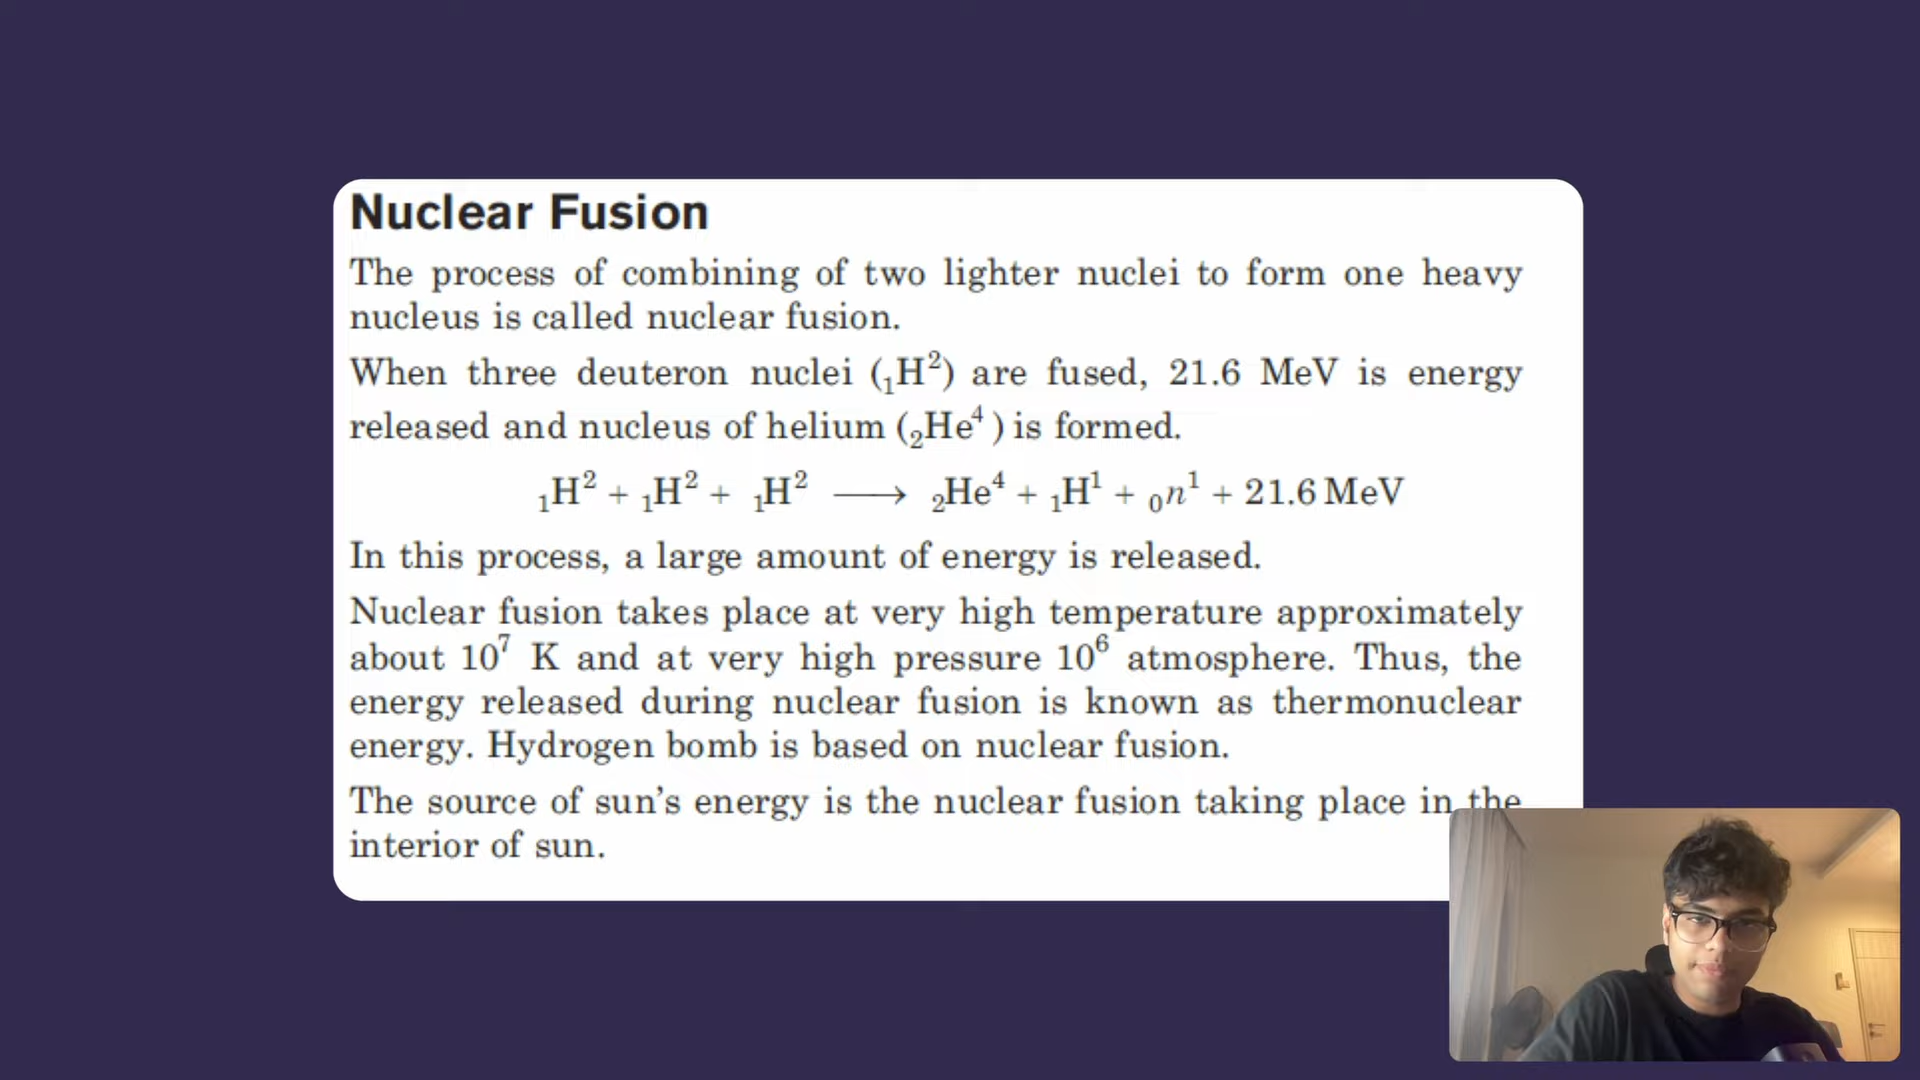 Nuclear Fusion
The process of combining of two lighter nuclei to form one heavy
nucleus is called nuclear fusion.
When three deuteron nuclei (₁H²) are fused, 21.6 MeV is energy
released and nucleus of helium (₂He⁴) is formed.
₁H² + ₁H² + ₁H² ⟶ ₂He⁴ + ₁H¹ + ₀n¹ + 21.6 MeV
In this process, a large amount of energy is released.
Nuclear fusion takes place at very high temperature approximately
about 10⁷ K and at very high pressure 10⁶ atmosphere. Thus, the
energy released during nuclear fusion is known as thermonuclear
energy. Hydrogen bomb is based on nuclear fusion.
The source of sun’s energy is the nuclear fusion taking place in the
interior of sun.